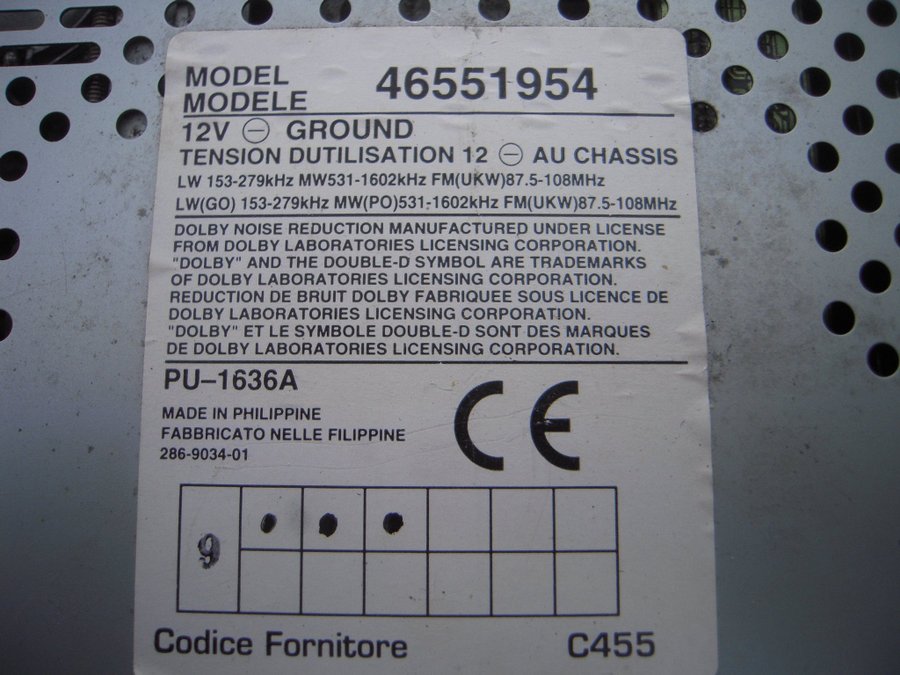 MODEL
MODELE 46551954
12V ⊖ GROUND
TENSION DUTILISATION 12 ⊖ AU CHASSIS
LW 153-279kHz MW531-1602kHz FM(UKW)87.5-108MHz
LW(GO) 153-279kHz MW(PO)531-1602kHz FM(UKW)87.5-108MHz
DOLBY NOISE REDUCTION MANUFACTURED UNDER LICENSE
FROM DOLBY LABORATORIES LICENSING CORPORATION.
"DOLBY" AND THE DOUBLE-D SYMBOL ARE TRADEMARKS
OF DOLBY LABORATORIES LICENSING CORPORATION.
REDUCTION DE BRUIT DOLBY FABRIQUEE SOUS LICENCE DE
DOLBY LABORATORIES LICENSING CORPORATION.
"DOLBY" ET LE SYMBOLE DOUBLE-D SONT DES MARQUES
DE DOLBY LABORATORIES LICENSING CORPORATION.
PU-1636A
MADE IN PHILIPPINE
FABBRICATO NELLE FILIPPINE
286-9034-01
CE
9
Codice Fornitore C455